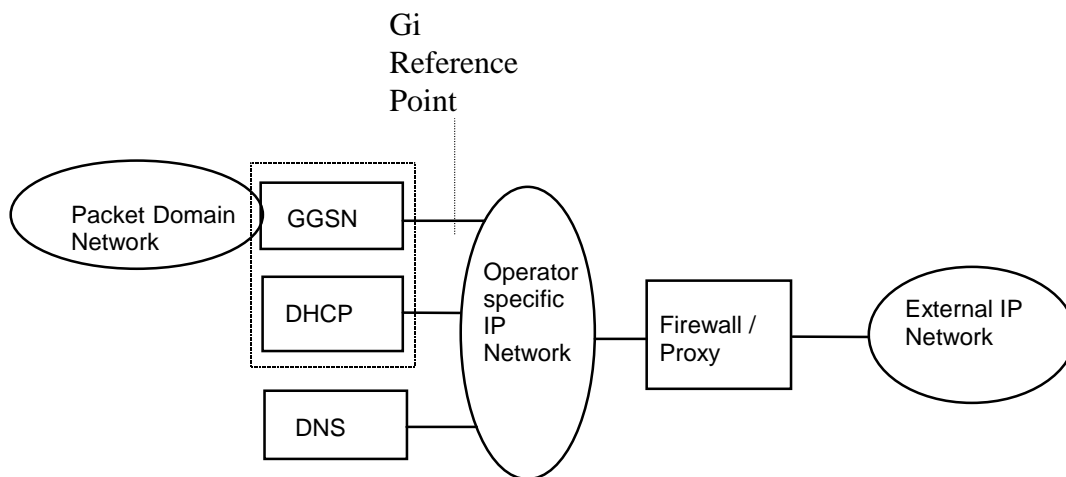 Gi
Reference
Point
Packet Domain
Network
GGSN
DHCP
DNS
Operator
specific
IP
Network
Firewall /
Proxy
External IP
Network